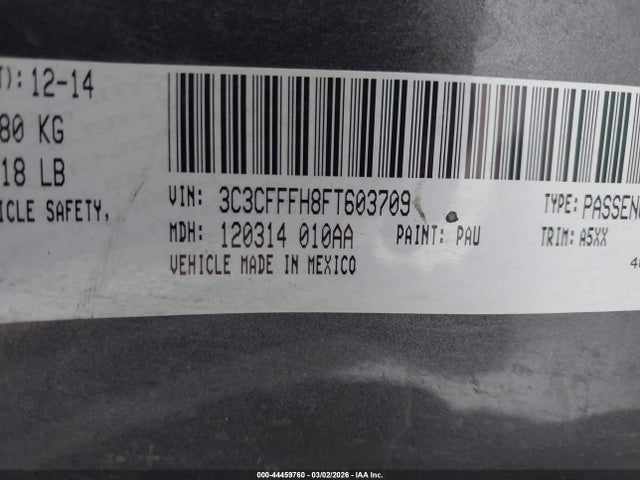 T): 12-14
80 KG
18 LB
ICLE SAFETY,
VIN: 3C3CFFFH8FT603709
TYPE: PASSEN
MDH: 120314 010AA
PAINT: PAU
TRIM: A5XX
VEHICLE MADE IN MEXICO
000-44459760 - 03/02/2026 - IAA Inc.